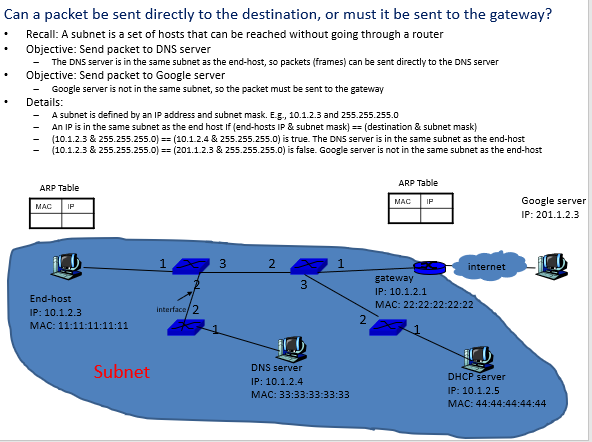 Can a packet be sent directly to the destination, or must it be sent to the gateway?
• Recall: A subnet is a set of hosts that can be reached without going through a router
• Objective: Send packet to DNS server
– The DNS server is in the same subnet as the end-host, so packets (frames) can be sent directly to the DNS server
• Objective: Send packet to Google server
– Google server is not in the same subnet, so the packet must be sent to the gateway
• Details:
– A subnet is defined by an IP address and subnet mask. E.g., 10.1.2.3 and 255.255.255.0
– An IP is in the same subnet as the end host if (end-hosts IP & subnet mask) == (destination & subnet mask)
– (10.1.2.3 & 255.255.255.0) == (10.1.2.4 & 255.255.255.0) is true. The DNS server is in the same subnet as the end-host
– (10.1.2.3 & 255.255.255.0) == (201.1.2.3 & 255.255.255.0) is false. Google server is not in the same subnet as the end-host
ARP Table
MAC IP
ARP Table
MAC IP
Google server
IP: 201.1.2.3
1 3 2 1
internet
2 3
gateway
IP: 10.1.2.1
MAC: 22:22:22:22:22
End-host
IP: 10.1.2.3
MAC: 11:11:11:11:11
interface 2
1
2
1
Subnet
DNS server
IP: 10.1.2.4
MAC: 33:33:33:33:33
DHCP server
IP: 10.1.2.5
MAC: 44:44:44:44:44